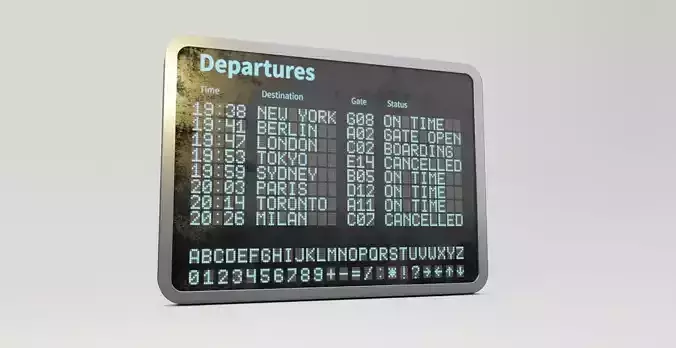 Departures
Time Destination Gate Status
19:38 NEW YORK G08 ON TIME
19:41 BERLIN A02 GATE OPEN
19:47 LONDON C02 BOARDING
19:53 TOKYO E14 CANCELLED
19:59 SYDNEY B05 ON TIME
20:03 PARIS D12 ON TIME
20:14 TORONTO A11 ON TIME
20:26 MILAN C07 CANCELLED
ABCDEFGHIJKLMNOPQRSTUVWXYZ
0123456789+-=/:*!?→←↑↓